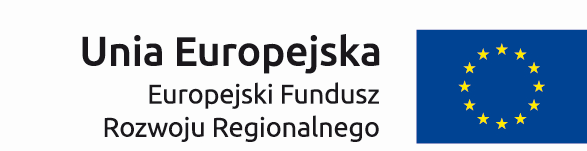 Unia Europejska
Europejski Fundusz
Rozwoju Regionalnego